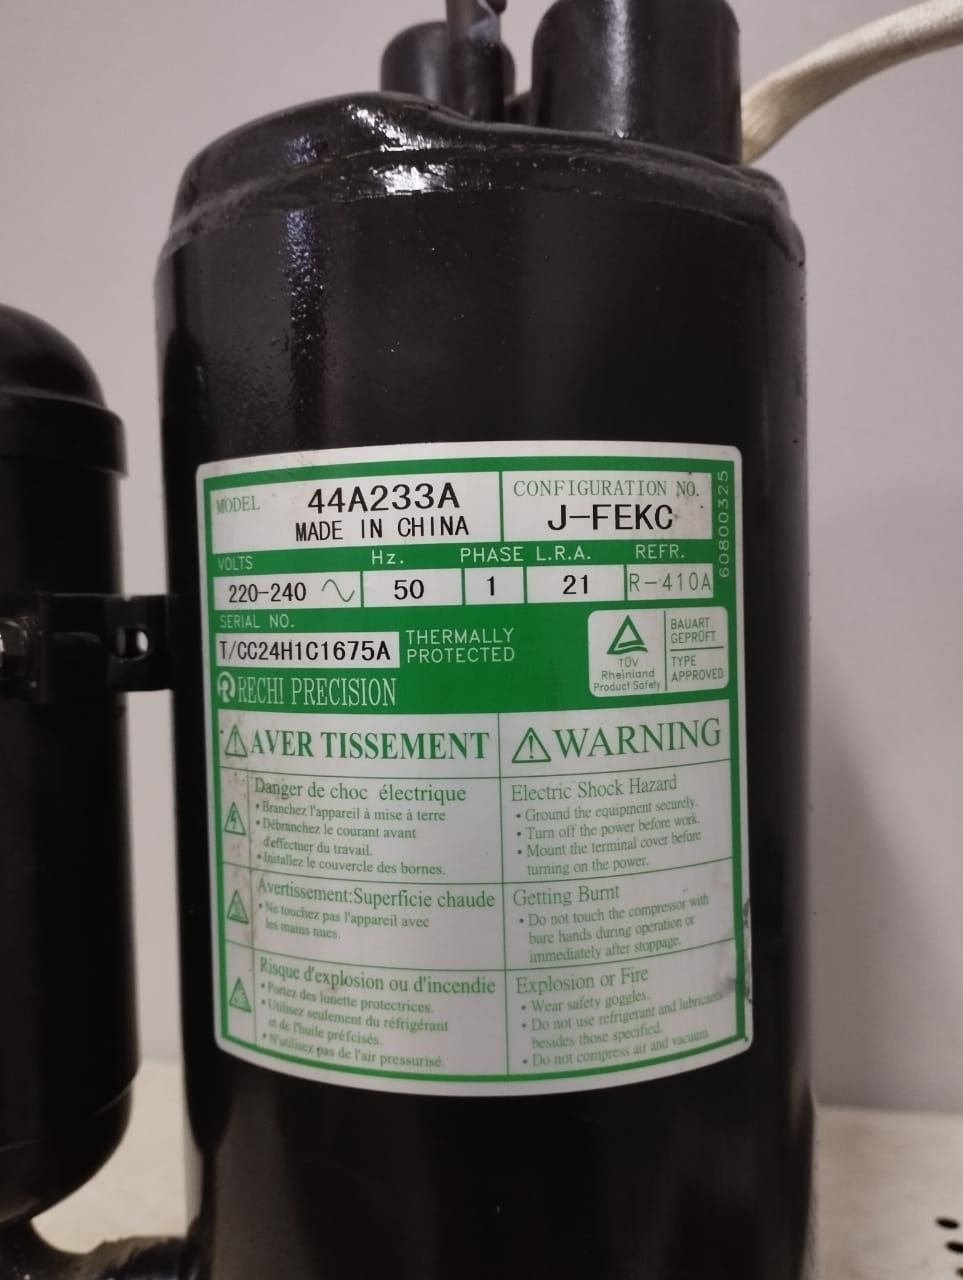 MODEL 44A233A
MADE IN CHINA
CONFIGURATION NO.
J-FEKC
60800325
VOLTS Hz. PHASE L.R.A. REFR.
220-240 50 1 21 R-410A
SERIAL NO.
T/CC24H1C1675A
THERMALLY
PROTECTED
RECHI PRECISION
TÜV
Rheinland
Product Safety
BAUART
GEPRÜFT
TYPE
APPROVED
AVER TISSEMENT
Danger de choc électrique
• Branchez l'appareil à mise à terre
• Débranchez le courant avant
d'effectuer du travail.
• Installez le couvercle des bornes.
Avertissement:Superficie chaude
• Ne touchez pas l'appareil avec
les mains nues.
Risque d'explosion ou d'incendie
• Portez des lunette protectrices.
• Utilisez seulement du réfrigérant
et de l'huile préfcisés.
• N'utilisez pas de l'air pressurisé.
WARNING
Electric Shock Hazard
• Ground the equipment securely.
• Turn off the power before work.
• Mount the terminal cover before
turning on the power.
Getting Burnt
• Do not touch the compressor with
bare hands during operation or
immediately after stoppage.
Explosion or Fire
• Wear safety goggles.
• Do not use refrigerant and lubricants
besides those specified.
• Do not compress air and vacuum.